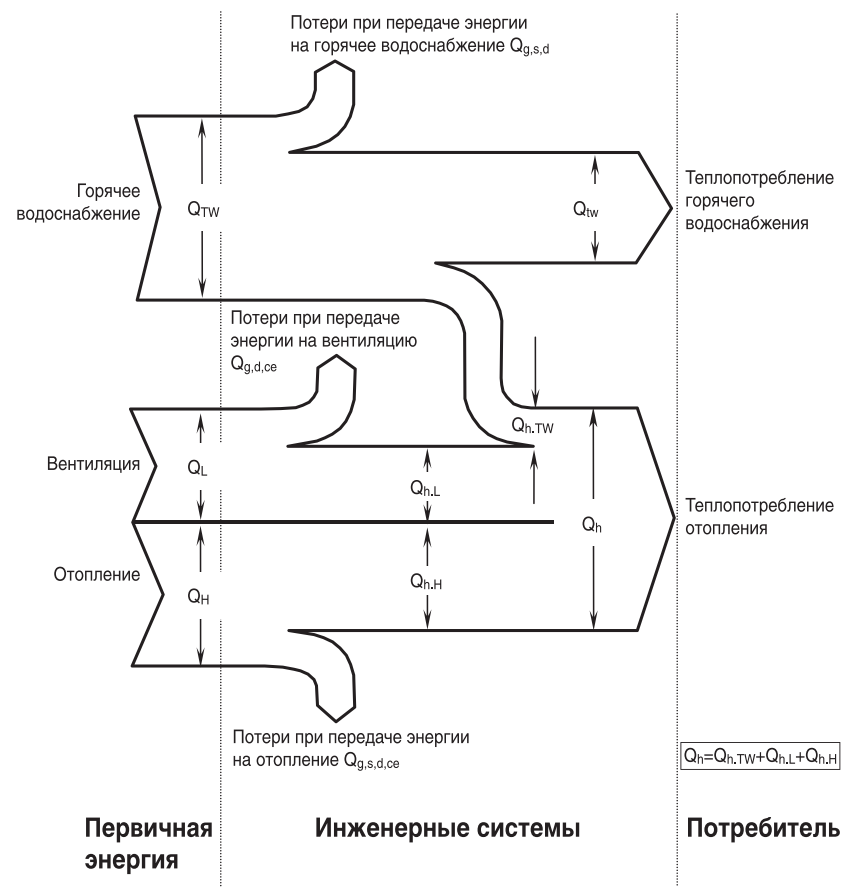 Потери при передаче энергии
на горячее водоснабжение Qg,s,d
Горячее
водоснабжение
QTW
Qtw
Теплопотребление
горячего
водоснабжения
Потери при передаче
энергии на вентиляцию
Qg,d,ce
Qh.TW
Вентиляция
QL
Qh.L
Qh
Теплопотребление
отопления
Отопление
QH
Qh.H
Потери при передаче энергии
на отопление Qg,s,d,ce
Qh=Qh.TW+Qh.L+Qh.H
Первичная
энергия
Инженерные системы
Потребитель